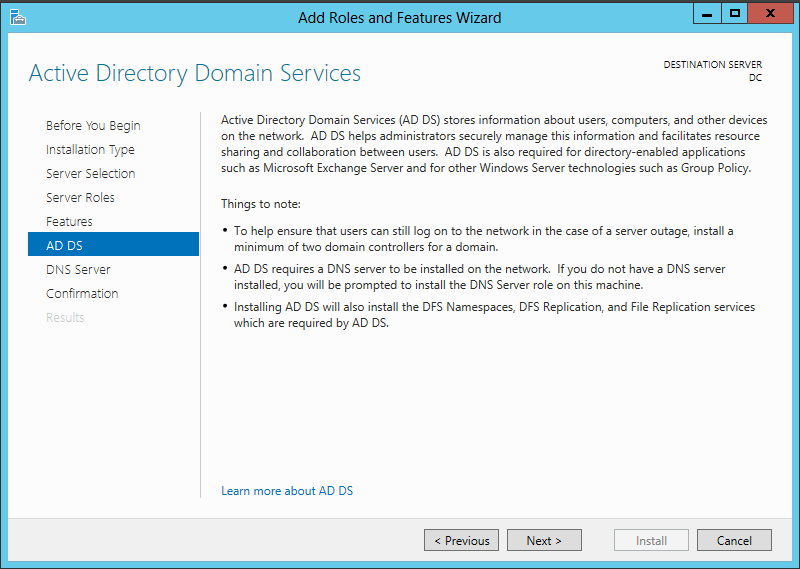 Add Roles and Features Wizard
Active Directory Domain Services
DESTINATION SERVER
DC
Before You Begin
Installation Type
Server Selection
Server Roles
Features
AD DS
DNS Server
Confirmation
Results
Active Directory Domain Services (AD DS) stores information about users, computers, and other devices
on the network.  AD DS helps administrators securely manage this information and facilitates resource
sharing and collaboration between users.  AD DS is also required for directory-enabled applications
such as Microsoft Exchange Server and for other Windows Server technologies such as Group Policy.
Things to note:
• To help ensure that users can still log on to the network in the case of a server outage, install a
minimum of two domain controllers for a domain.
• AD DS requires a DNS server to be installed on the network.  If you do not have a DNS server
installed, you will be prompted to install the DNS Server role on this machine.
• Installing AD DS will also install the DFS Namespaces, DFS Replication, and File Replication services
which are required by AD DS.
Learn more about AD DS
< Previous
Next >
Install
Cancel